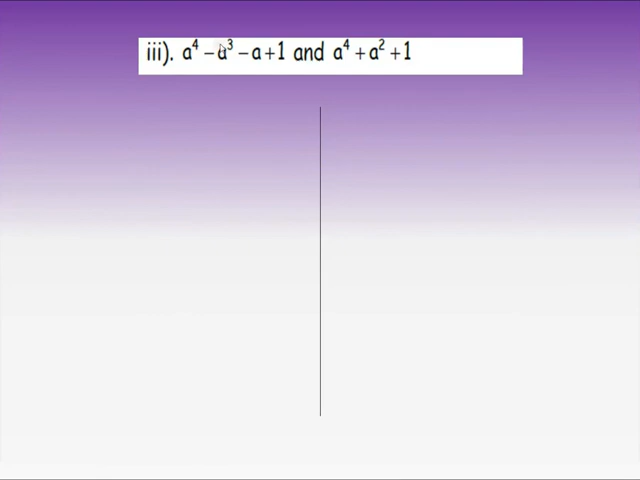 iii). a⁴ − a³ − a + 1 and a⁴ + a² + 1